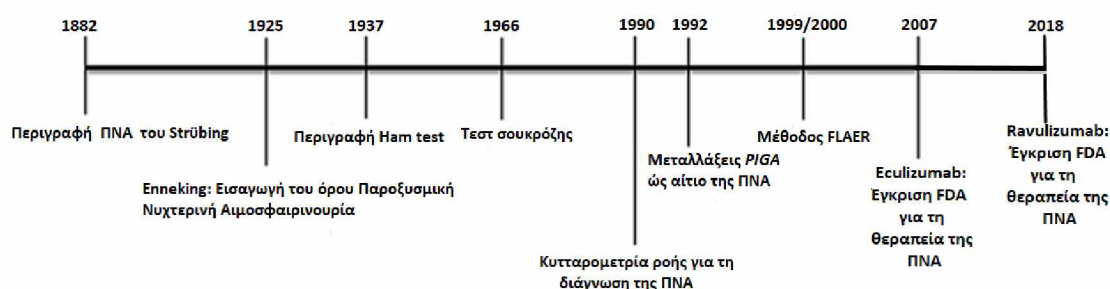 1882
1925
1937
1966
1990
1992
1999/2000
2007
2018
Περιγραφή ΠΝΑ του Strübing
Enneking: Εισαγωγή του όρου Παροξυσμική
Νυχτερινή Αιμοσφαιρινουρία
Περιγραφή Ham test
Τεστ σουκρόζης
Κυτταρομετρία ροής για τη
διάγνωση της ΠΝΑ
Μεταλλάξεις PIGA
ώς αίτιο της ΠΝΑ
Μέθοδος FLAER
Eculizumab:
Έγκριση FDA
για τη
θεραπεία της
ΠΝΑ
Ravulizumab:
Έγκριση FDA
για τη
θεραπεία της
ΠΝΑ